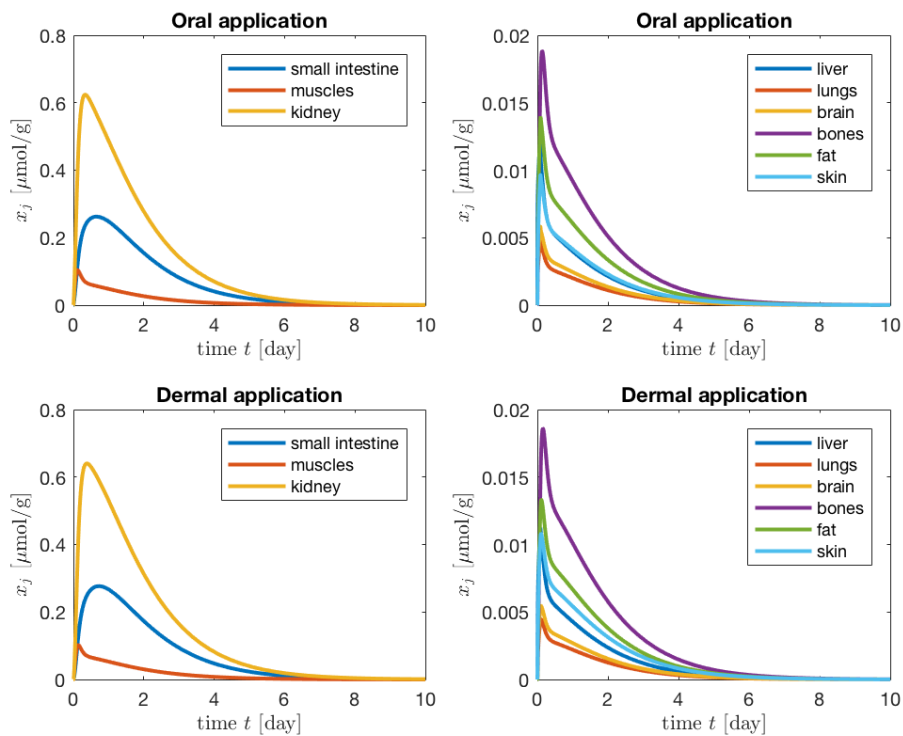 Oral application
0.8
0.6
0.4
0.2
0
x_j [μmol/g]
small intestine
muscles
kidney
0 2 4 6 8 10
time t [day]
Oral application
0.02
0.015
0.01
0.005
0
x_j [μmol/g]
liver
lungs
brain
bones
fat
skin
0 2 4 6 8 10
time t [day]
Dermal application
0.8
0.6
0.4
0.2
0
x_j [μmol/g]
small intestine
muscles
kidney
0 2 4 6 8 10
time t [day]
Dermal application
0.02
0.015
0.01
0.005
0
x_j [μmol/g]
liver
lungs
brain
bones
fat
skin
0 2 4 6 8 10
time t [day]